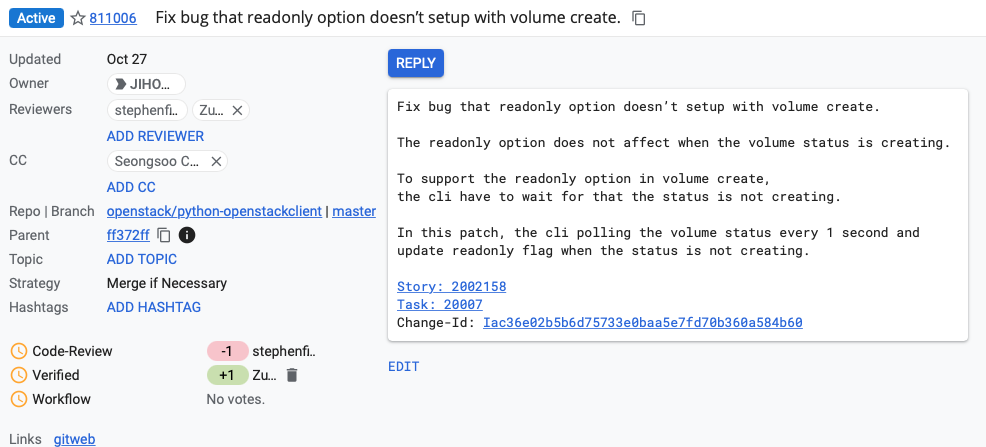 Active 811006 Fix bug that readonly option doesn’t setup with volume create.
Updated Oct 27
Owner JIHO...
Reviewers stephenfi.. Zu...
ADD REVIEWER
CC Seongsoo C...
ADD CC
Repo | Branch openstack/python-openstackclient | master
Parent ff372ff
Topic ADD TOPIC
Strategy Merge if Necessary
Hashtags ADD HASHTAG
Code-Review -1 stephenfi..
Verified +1 Zu...
Workflow No votes.
Links gitweb
REPLY
Fix bug that readonly option doesn’t setup with volume create.
The readonly option does not affect when the volume status is creating.
To support the readonly option in volume create,
the cli have to wait for that the status is not creating.
In this patch, the cli polling the volume status every 1 second and
update readonly flag when the status is not creating.
Story: 2002158
Task: 20007
Change-Id: Iac36e02b5b6d75733e0baa5e7fd70b360a584b60
EDIT